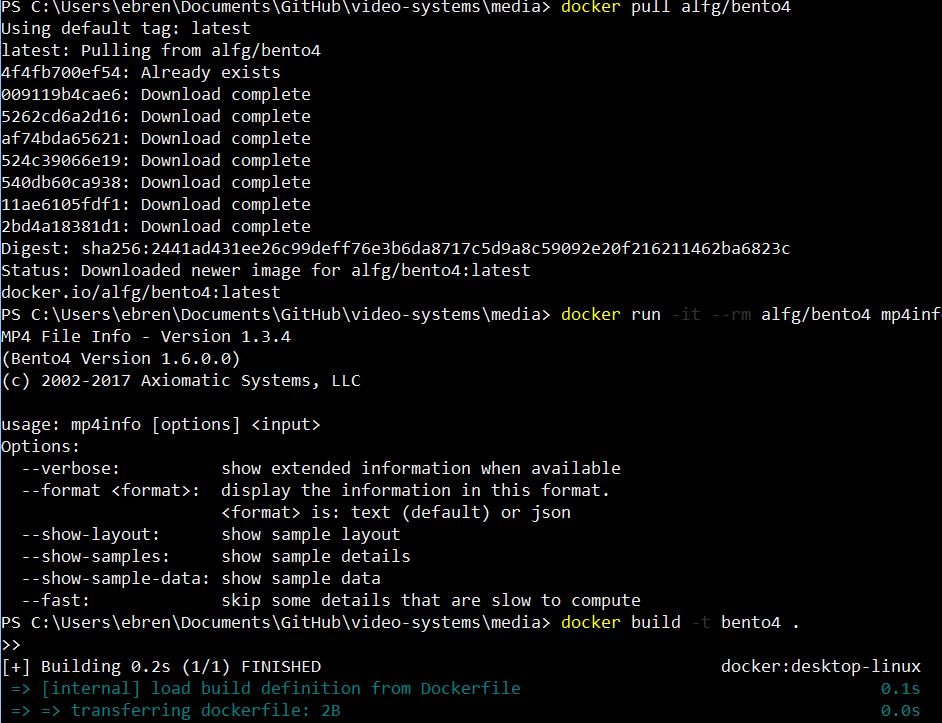 PS C:\Users\ebren\Documents\GitHub\video-systems\media> docker pull alfg/bento4
Using default tag: latest
latest: Pulling from alfg/bento4
4f4fb700ef54: Already exists
009119b4cae6: Download complete
5262cd6a2d16: Download complete
af74bda65621: Download complete
524c39066e19: Download complete
540db60ca938: Download complete
11ae6105fdf1: Download complete
2bd4a18381d1: Download complete
Digest: sha256:2441ad431ee26c99deff76e3b6da8717c5d9a8c59092e20f216211462ba6823c
Status: Downloaded newer image for alfg/bento4:latest
docker.io/alfg/bento4:latest
PS C:\Users\ebren\Documents\GitHub\video-systems\media> docker run -it --rm alfg/bento4 mp4inf
MP4 File Info - Version 1.3.4
(Bento4 Version 1.6.0.0)
(c) 2002-2017 Axiomatic Systems, LLC
usage: mp4info [options] <input>
Options:
  --verbose:          show extended information when available
  --format <format>:  display the information in this format.
                      <format> is: text (default) or json
  --show-layout:      show sample layout
  --show-samples:     show sample details
  --show-sample-data: show sample data
  --fast:             skip some details that are slow to compute
PS C:\Users\ebren\Documents\GitHub\video-systems\media> docker build -t bento4 .
>>
[+] Building 0.2s (1/1) FINISHED docker:desktop-linux
 => [internal] load build definition from Dockerfile 0.1s
 => => transferring dockerfile: 2B 0.0s